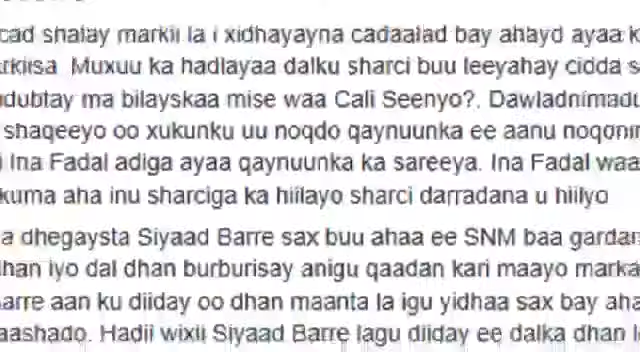 cad shalay markii la i xidhayayna cadaalad bay ahayd ayaa k
rkiisa. Muxuu ka hadlayaa dalku sharci buu leeyahay cidda s
dubtay ma bilayskaa mise waa Cali Seenyo?. Dawladnimadu
shaqeeyo oo xukunku uu noqdo qaynuunka ee aanu noqonin
Ina Fadal adiga ayaa qaynuunka ka sareeya. Ina Fadal waa
kuma aha inu sharciga ka hiilayo sharci darradana u hiilyo
a dhegaysta Siyaad Barre sax buu ahaa ee SNM baa gardar
dhan iyo dal dhan burburisay anigu qaadan kari maayo marka
arre aan ku diiday oo dhan maanta la igu yidhaa sax bay aha
aashado. Hadii wixii Siyaad Barre lagu diiday ee dalka dhan l